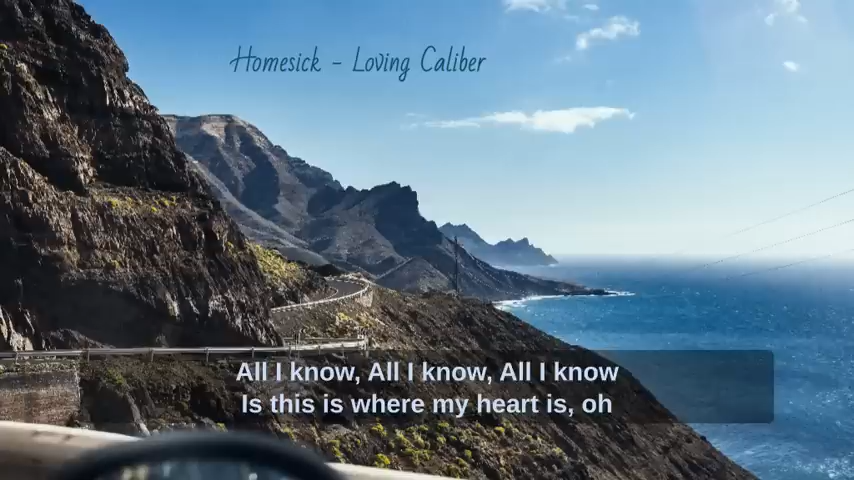 Homesick - Loving Caliber
All I know, All I know, All I know
Is this is where my heart is, oh